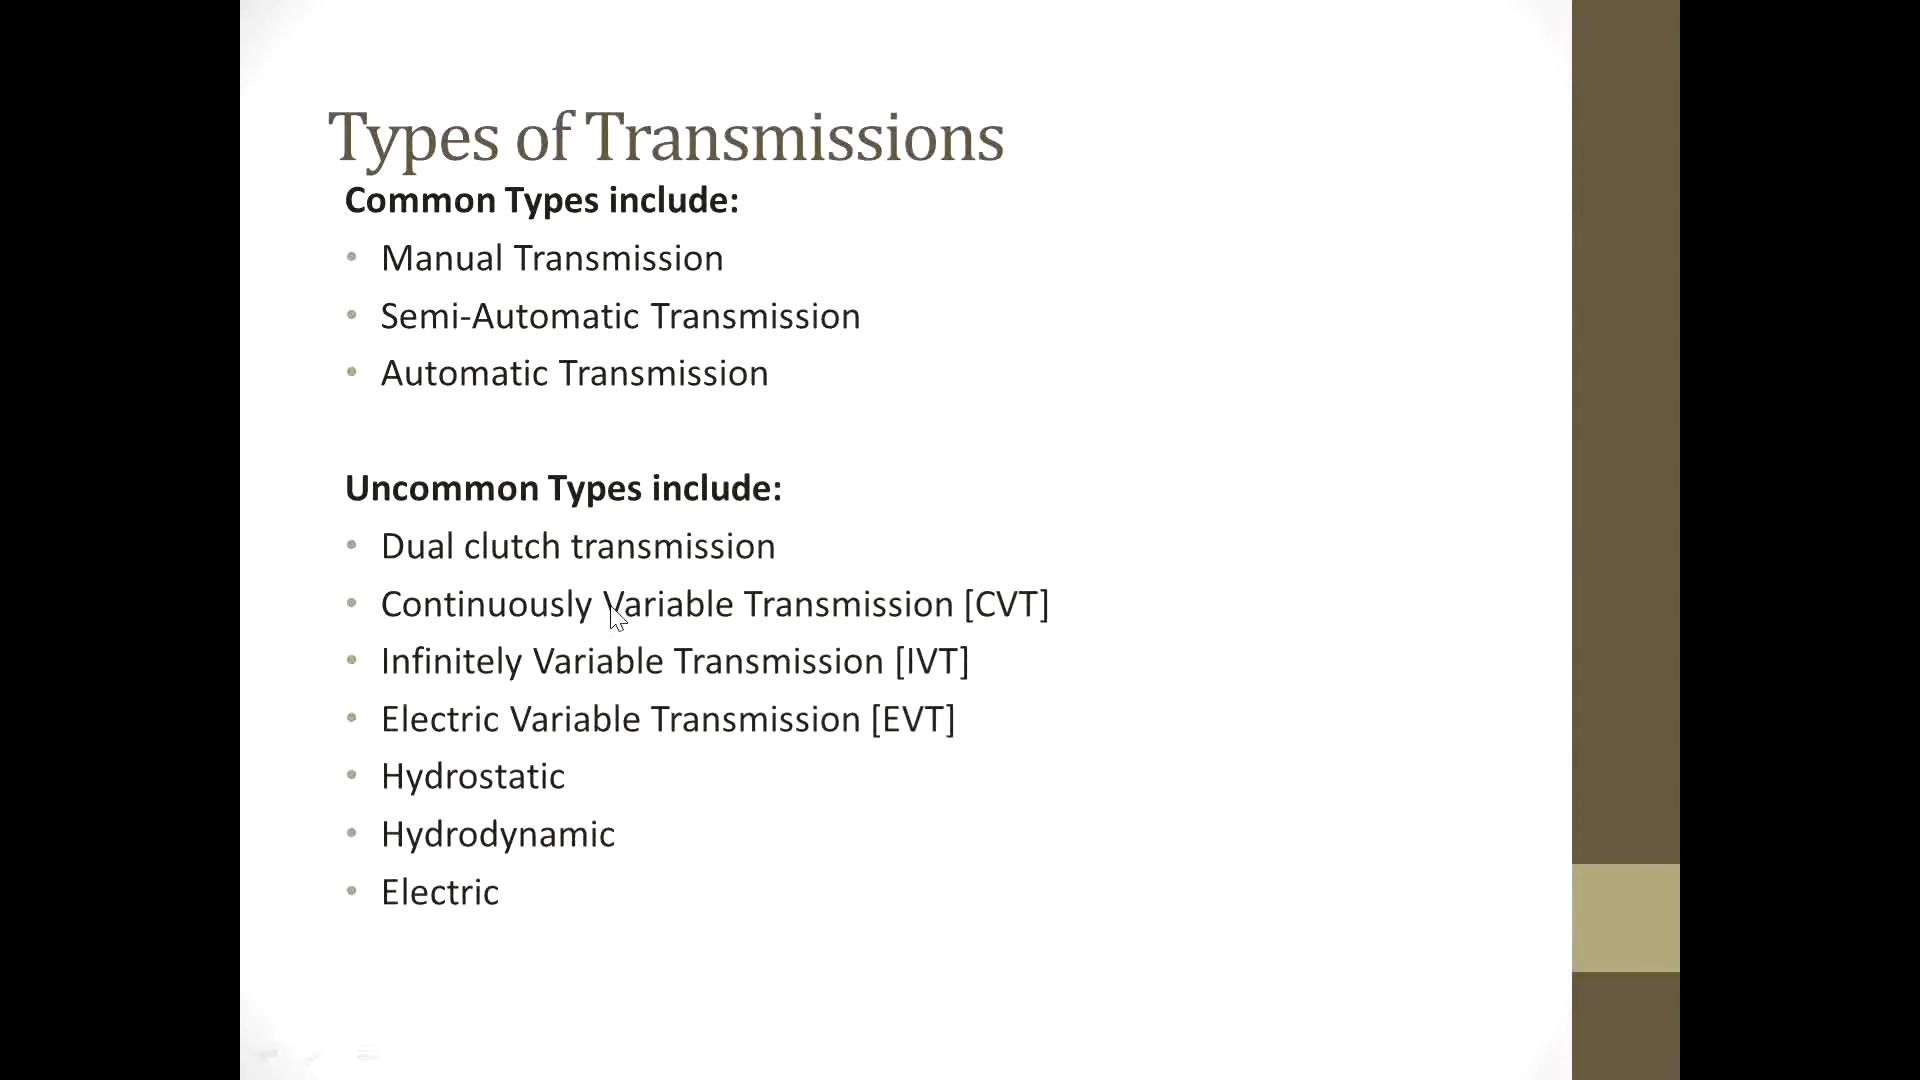 Types of Transmissions
Common Types include:
• Manual Transmission
• Semi-Automatic Transmission
• Automatic Transmission
Uncommon Types include:
• Dual clutch transmission
• Continuously Variable Transmission [CVT]
• Infinitely Variable Transmission [IVT]
• Electric Variable Transmission [EVT]
• Hydrostatic
• Hydrodynamic
• Electric